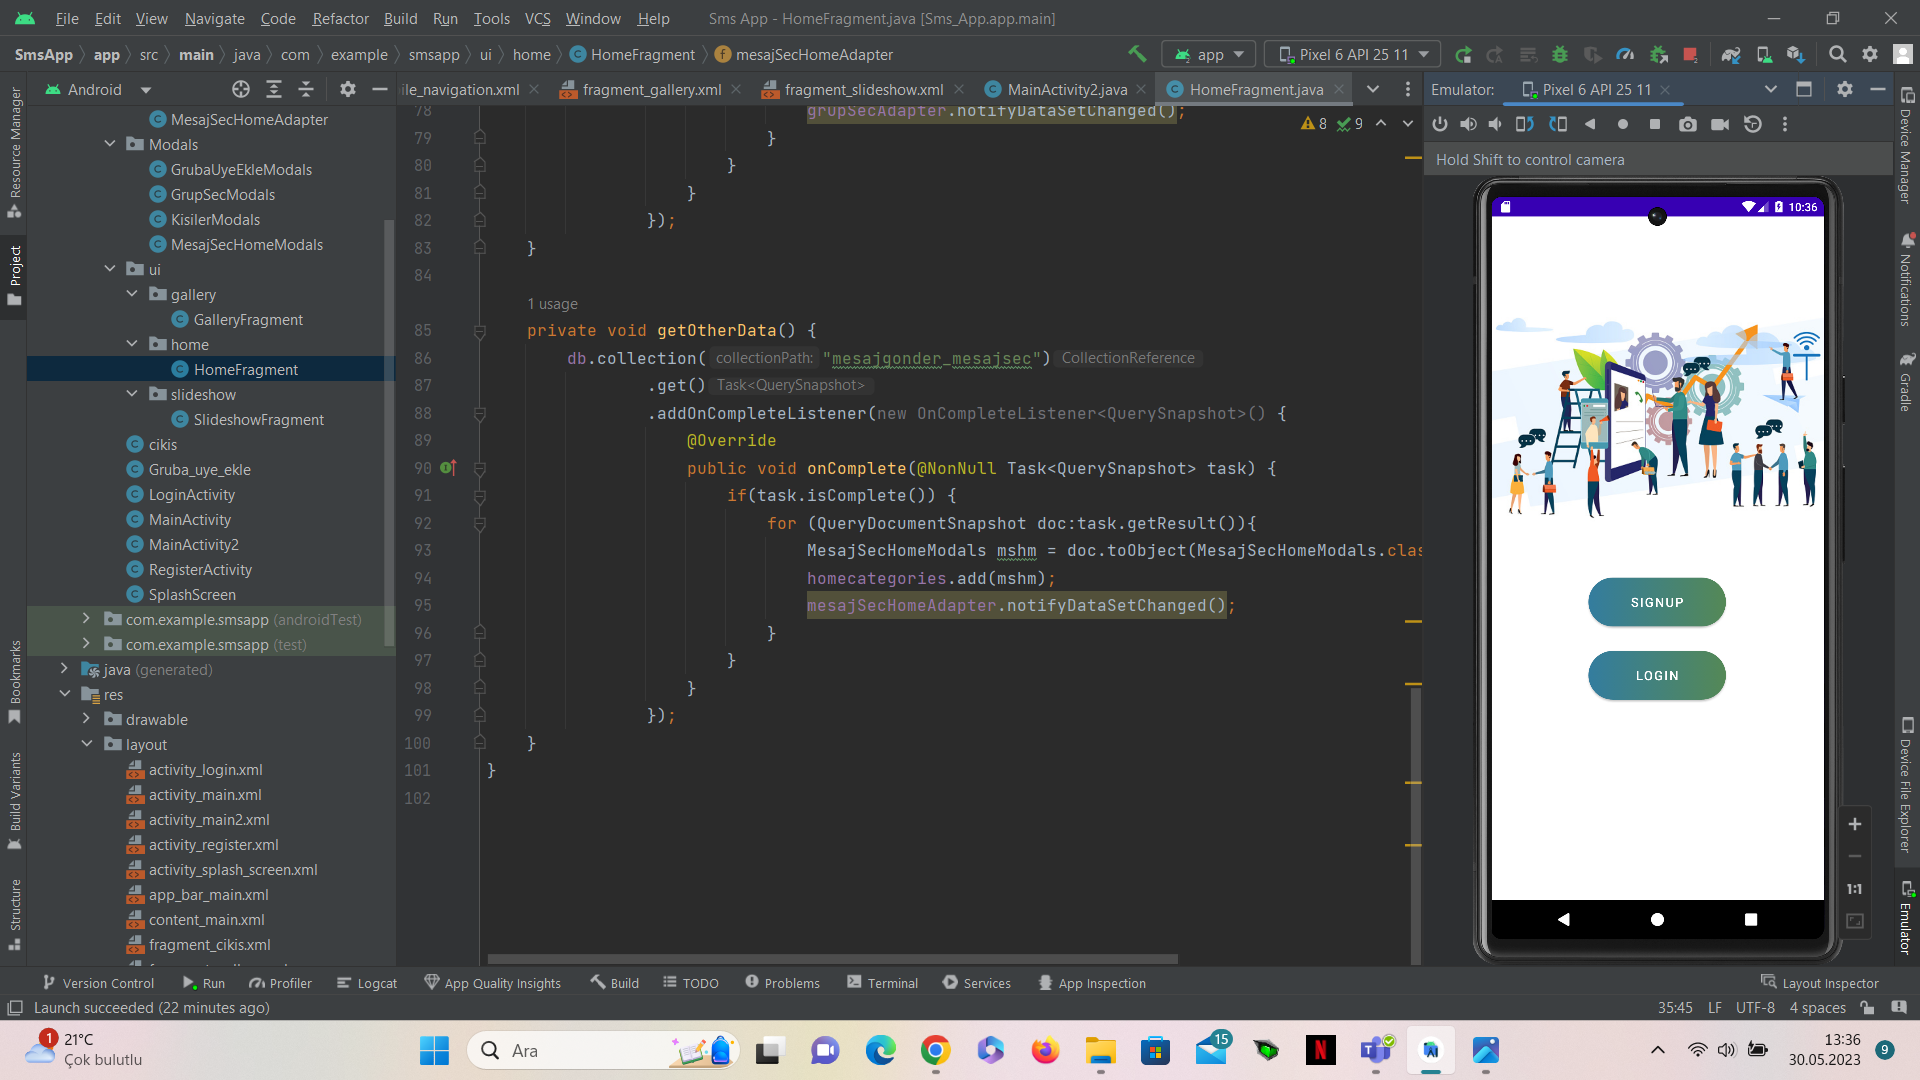 File Edit View Navigate Code Refactor Build Run Tools VCS Window Help Sms App - HomeFragment.java [Sms_App.app.main]
SmsApp app src main java com example smsapp ui home HomeFragment mesajSecHomeAdapter app Pixel 6 API 25 11
Android
ile_navigation.xml fragment_gallery.xml fragment_slideshow.xml MainActivity2.java HomeFragment.java
Emulator: Pixel 6 API 25 11
Resource Manager
Project
Bookmarks
Build Variants
Structure
MesajSecHomeAdapter
Modals
GrubaUyeEkleModals
GrupSecModals
KisilerModals
MesajSecHomeModals
ui
gallery
GalleryFragment
home
HomeFragment
slideshow
SlideshowFragment
cikis
Gruba_uye_ekle
LoginActivity
MainActivity
MainActivity2
RegisterActivity
SplashScreen
com.example.smsapp (androidTest)
com.example.smsapp (test)
java (generated)
res
drawable
layout
activity_login.xml
activity_main.xml
activity_main2.xml
activity_register.xml
activity_splash_screen.xml
app_bar_main.xml
content_main.xml
fragment_cikis.xml
8 9
78 grupSecAdapter.notifyDataSetChanged();
79 }
80 }
81 }
82 });
83 }
84
1 usage
85 private void getOtherData() {
86 db.collection( collectionPath: "mesajgonder_mesajsec") CollectionReference
87 .get() Task<QuerySnapshot>
88 .addOnCompleteListener(new OnCompleteListener<QuerySnapshot>() {
89 @Override
90 public void onComplete(@NonNull Task<QuerySnapshot> task) {
91 if(task.isComplete()) {
92 for (QueryDocumentSnapshot doc:task.getResult()){
93 MesajSecHomeModals mshm = doc.toObject(MesajSecHomeModals.clas
94 homecategories.add(mshm);
95 mesajSecHomeAdapter.notifyDataSetChanged();
96 }
97 }
98 }
99 });
100 }
101 }
102
Hold Shift to control camera
10:36
SIGNUP
LOGIN
1:1
Device Manager
Notifications
Gradle
Device File Explorer
Emulator
Version Control Run Profiler Logcat App Quality Insights Build TODO Problems Terminal Services App Inspection Layout Inspector
Launch succeeded (22 minutes ago) 35:45 LF UTF-8 4 spaces
1 21°C
Çok bulutlu
Ara
15
N
13:36
30.05.2023
9